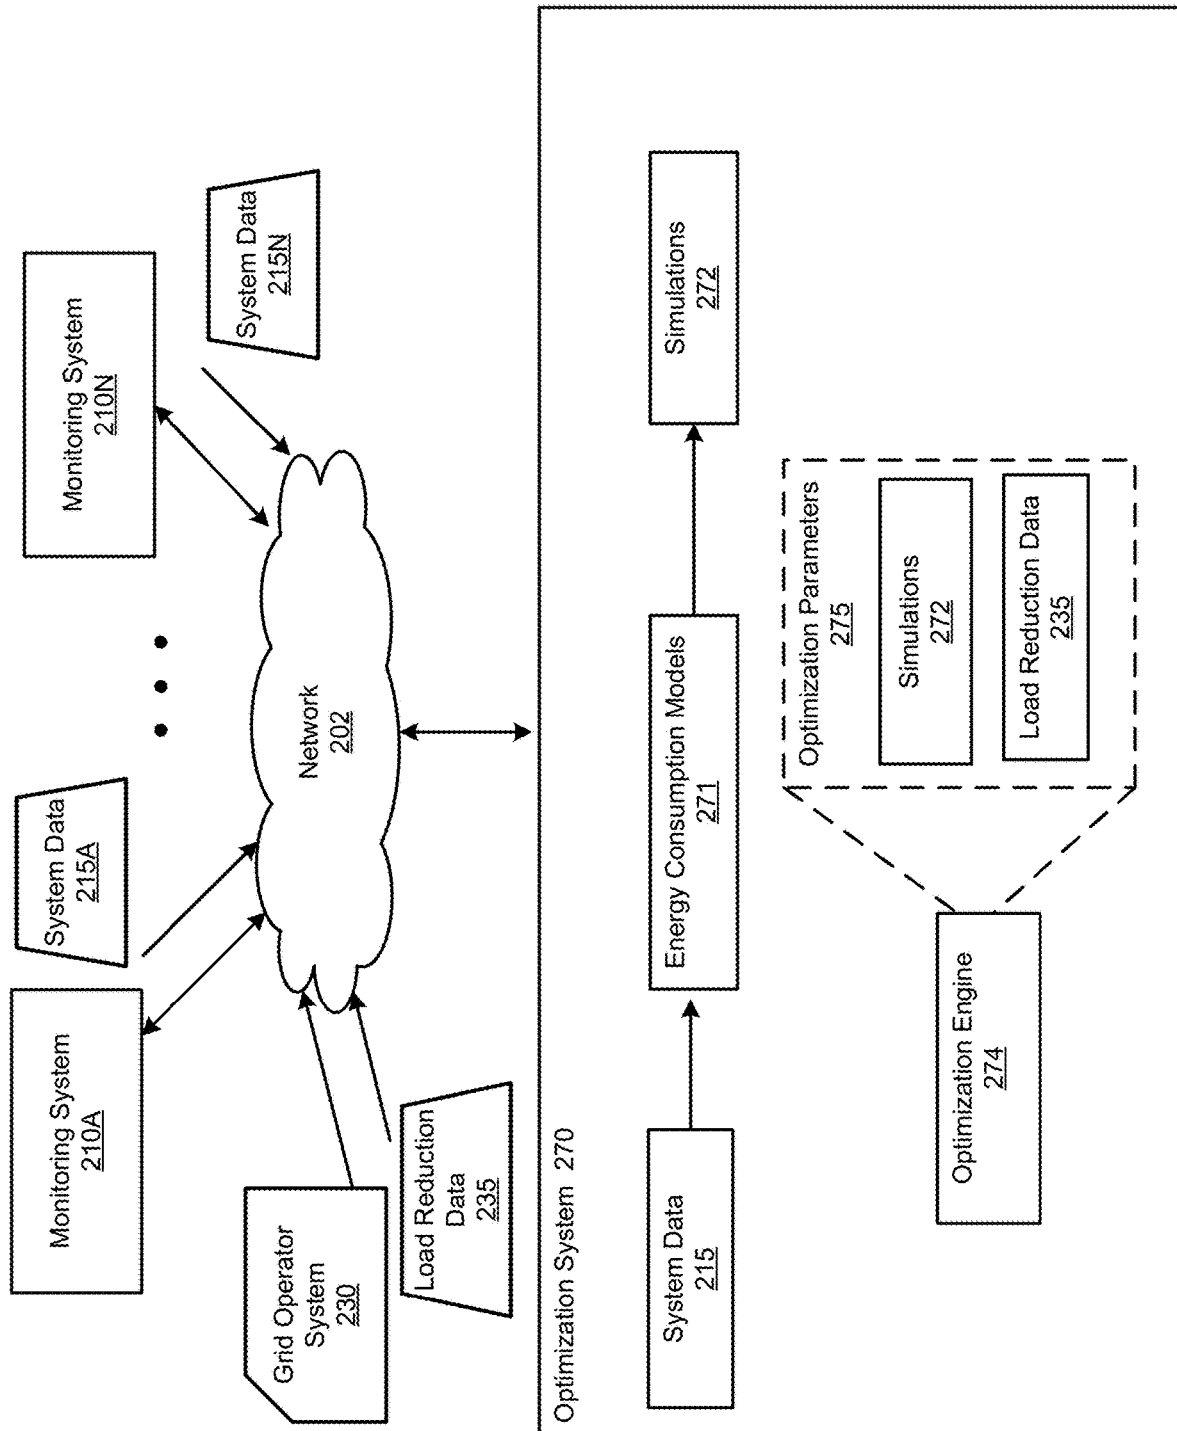 Monitoring System
210A
System Data
215A
Monitoring System
210N
System Data
215N
Grid Operator
System
230
Load Reduction
Data
235
Network
202
Optimization System 270
System Data
215
Energy Consumption Models
271
Simulations
272
Optimization Engine
274
Optimization Parameters
275
Simulations
272
Load Reduction Data
235